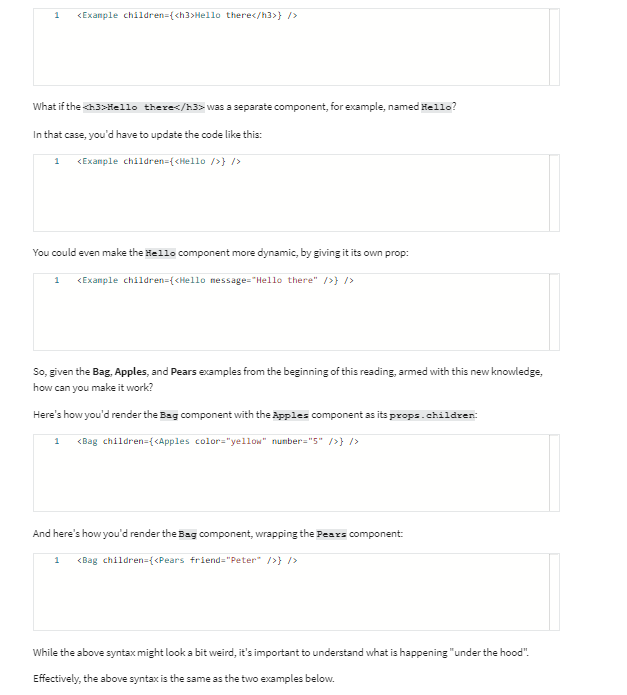 1 <Example children={<h3>Hello there</h3>} />
What if the <h3>Hello there</h3> was a separate component, for example, named Hello?
In that case, you'd have to update the code like this:
1 <Example children={<Hello />} />
You could even make the Hello component more dynamic, by giving it its own prop:
1 <Example children={<Hello message="Hello there" />} />
So, given the Bag, Apples, and Pears examples from the beginning of this reading, armed with this new knowledge,
how can you make it work?
Here's how you'd render the Bag component with the Apples component as its props.children:
1 <Bag children={<Apples color="yellow" number="5" />} />
And here's how you'd render the Bag component, wrapping the Pears component:
1 <Bag children={<Pears friend="Peter" />} />
While the above syntax might look a bit weird, it's important to understand what is happening "under the hood".
Effectively, the above syntax is the same as the two examples below.